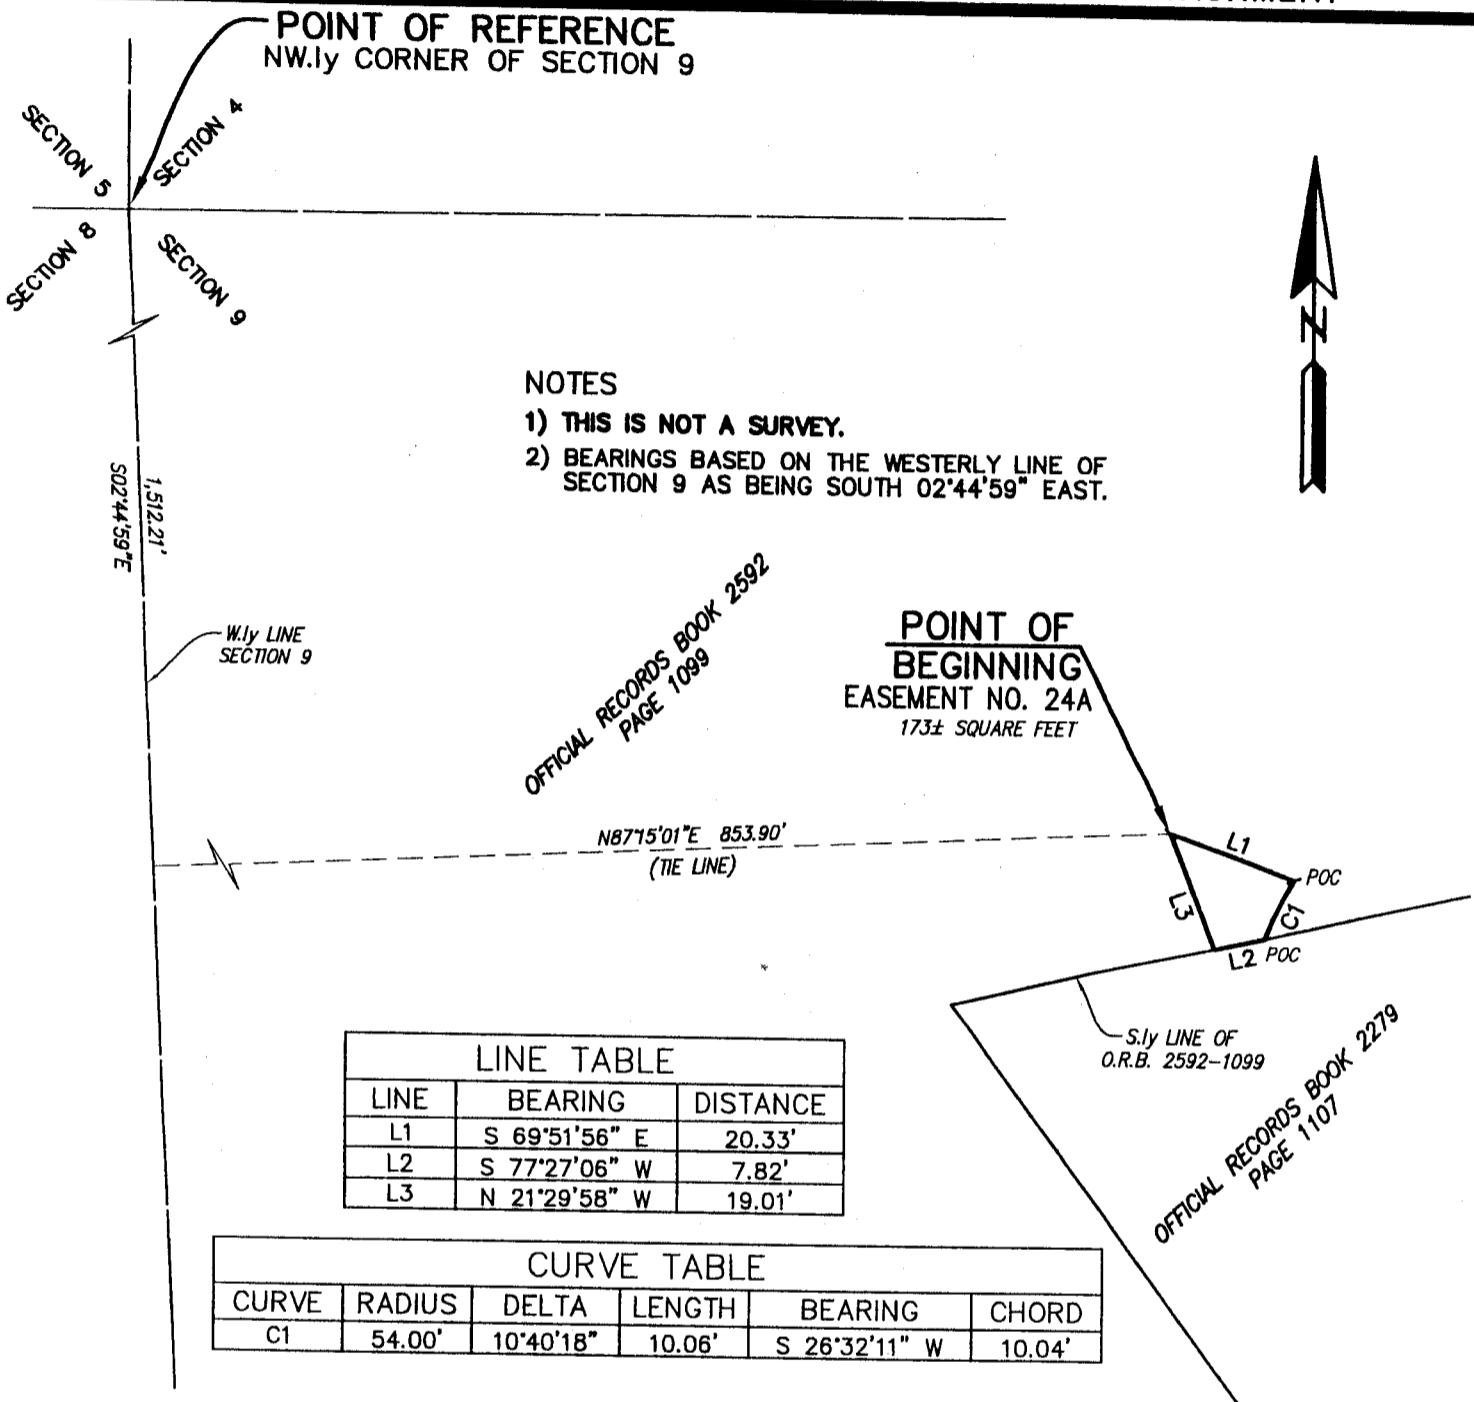 POINT OF REFERENCE
NW.ly CORNER OF SECTION 9
SECTION 5
SECTION 4
SECTION 8
SECTION 9
N
NOTES
1) THIS IS NOT A SURVEY.
2) BEARINGS BASED ON THE WESTERLY LINE OF
SECTION 9 AS BEING SOUTH 02°44'59" EAST.
1,512.21'
S02°44'59"E
W.ly LINE
SECTION 9
OFFICIAL RECORDS BOOK 2592
PAGE 1099
POINT OF
BEGINNING
EASEMENT NO. 24A
173± SQUARE FEET
N87°15'01"E 853.90'
(TIE LINE)
L1
POC
L3
C1
L2 POC
S.ly LINE OF
O.R.B. 2592-1099
OFFICIAL RECORDS BOOK 2279
PAGE 1107
LINE TABLE
LINE BEARING DISTANCE
L1 S 69°51'56" E 20.33'
L2 S 77°27'06" W 7.82'
L3 N 21°29'58" W 19.01'
CURVE TABLE
CURVE RADIUS DELTA LENGTH BEARING CHORD
C1 54.00' 10°40'18" 10.06' S 26°32'11" W 10.04'